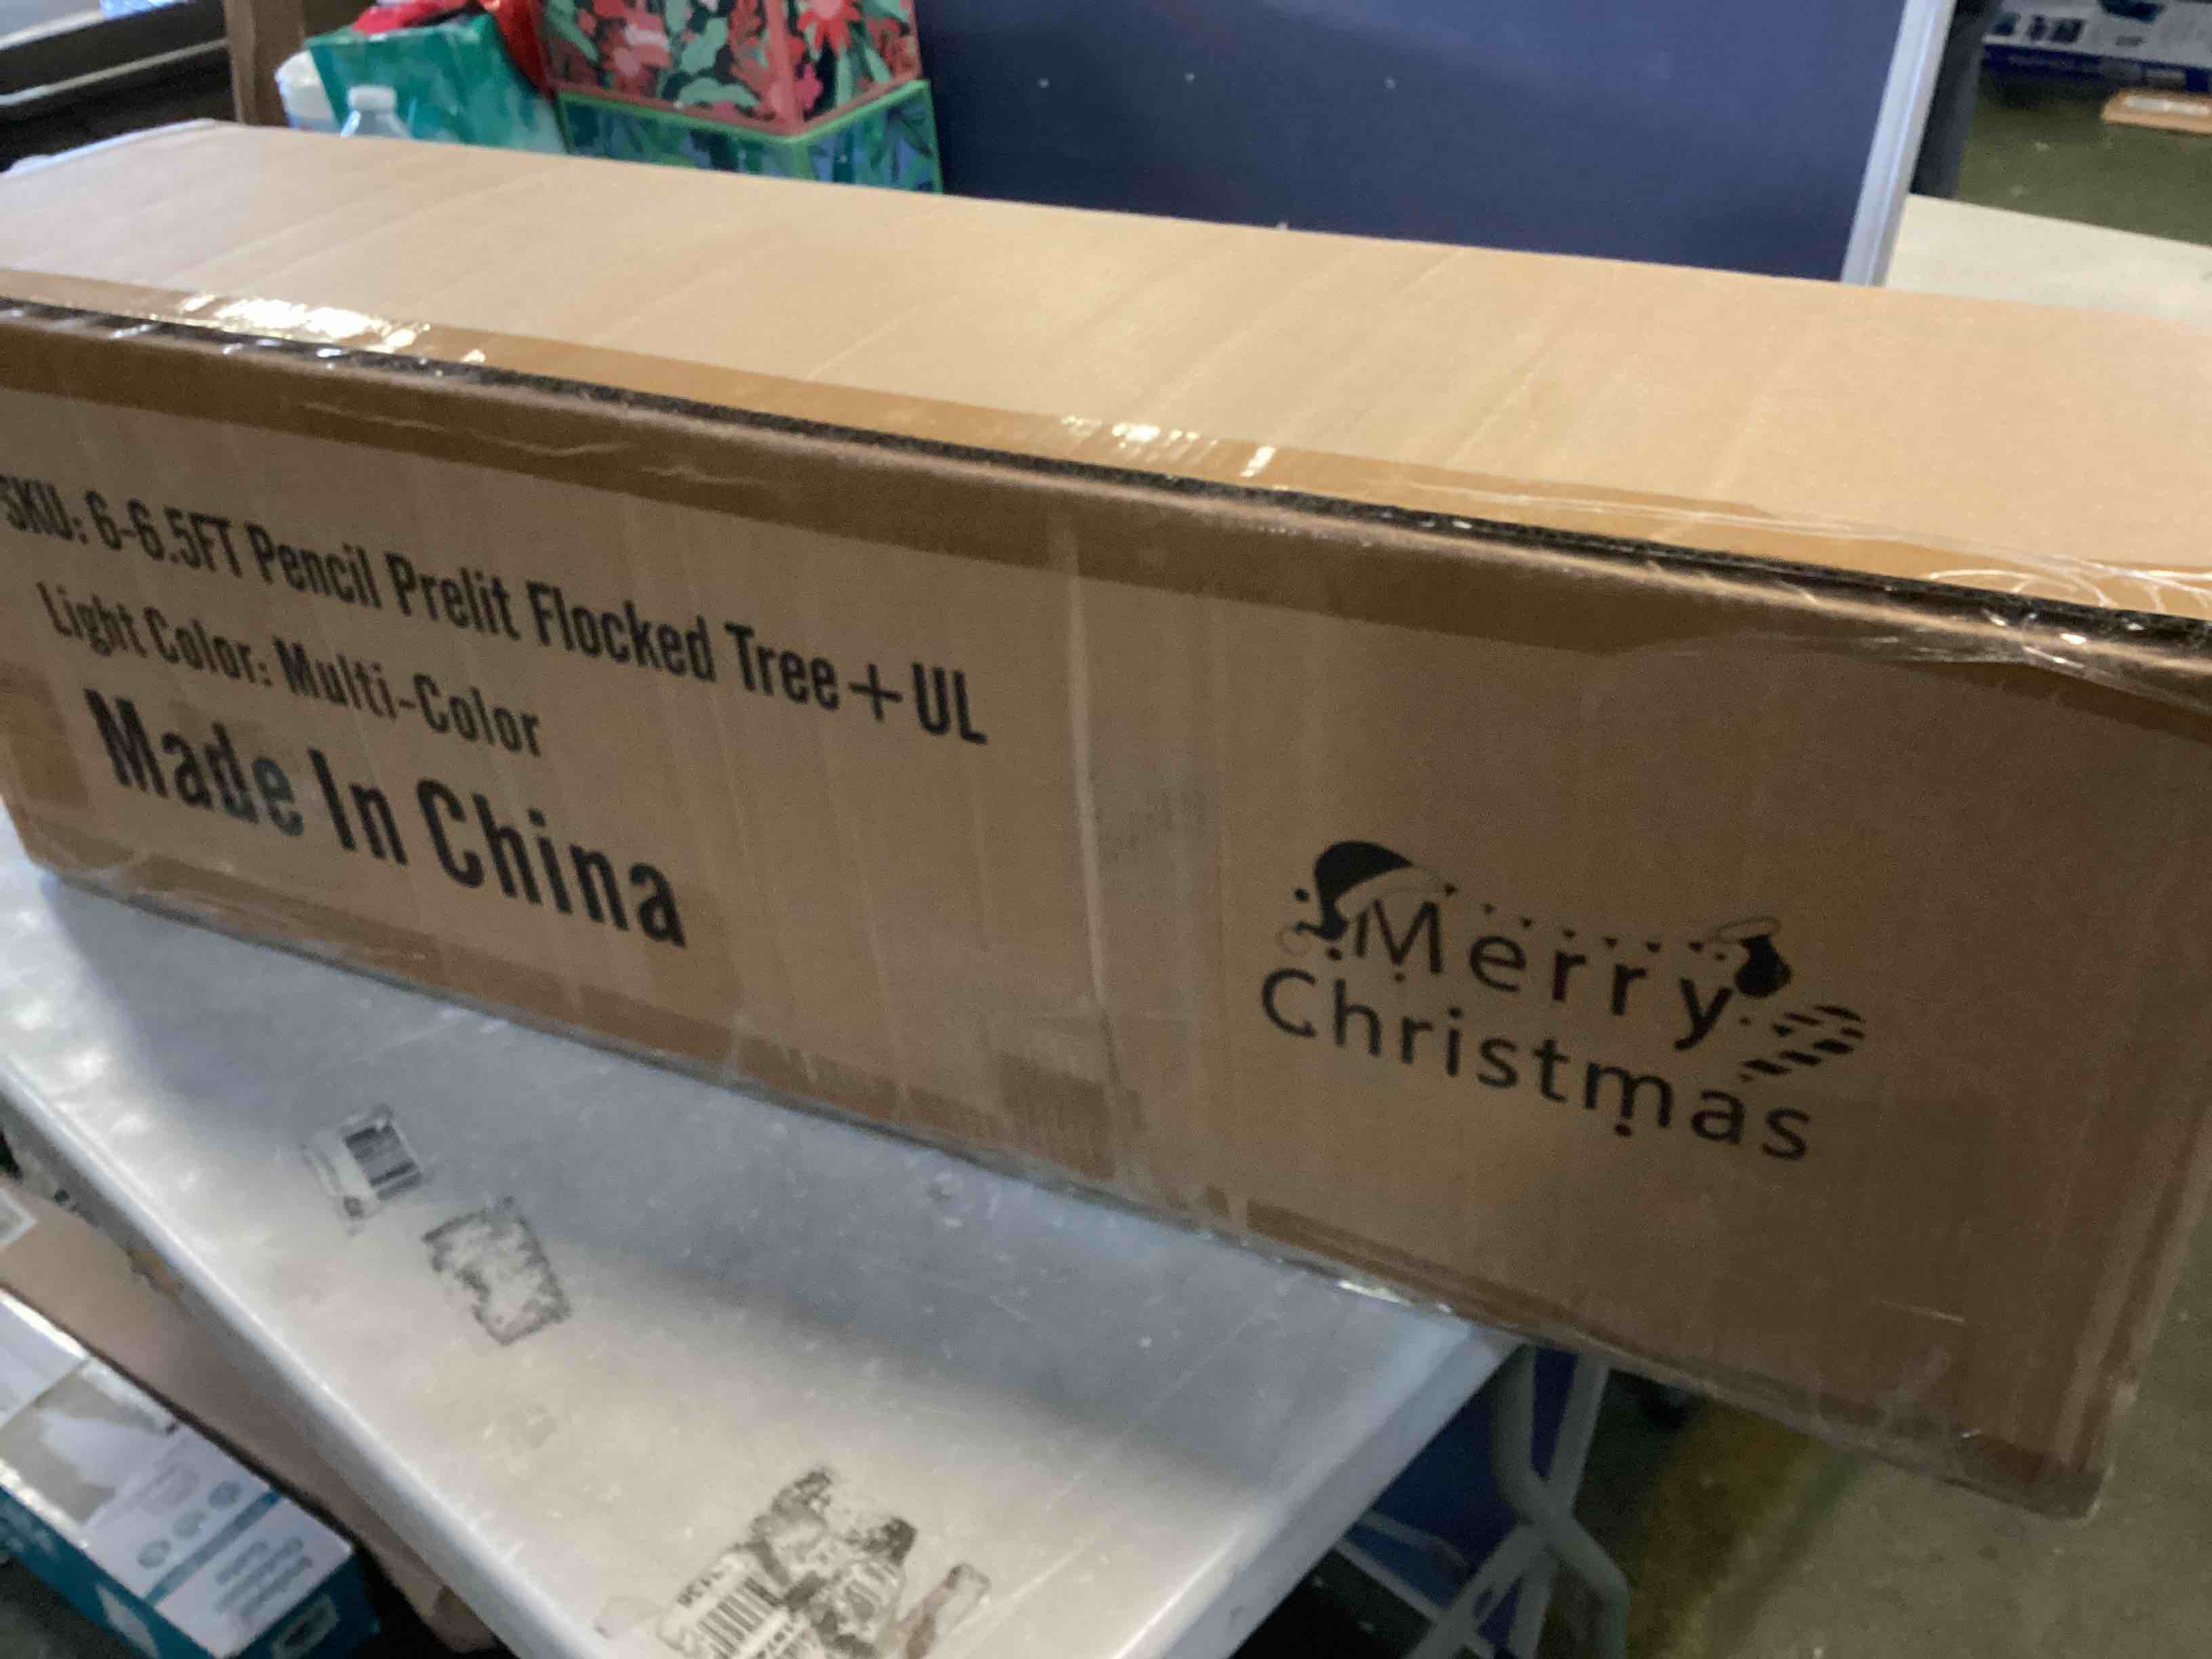 SKU: 6-6.5FT Pencil Prelit Flocked Tree+UL
Light Color: Multi-Color
Made In China
Merry
Christmas